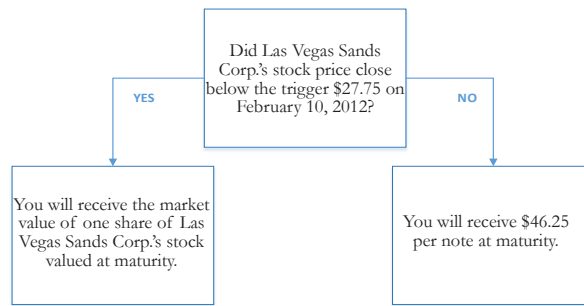 Did Las Vegas Sands
Corp.'s stock price close
below the trigger $27.75 on
February 10, 2012?
YES
NO
You will receive the market
value of one share of Las
Vegas Sands Corp.'s stock
valued at maturity.
You will receive $46.25
per note at maturity.